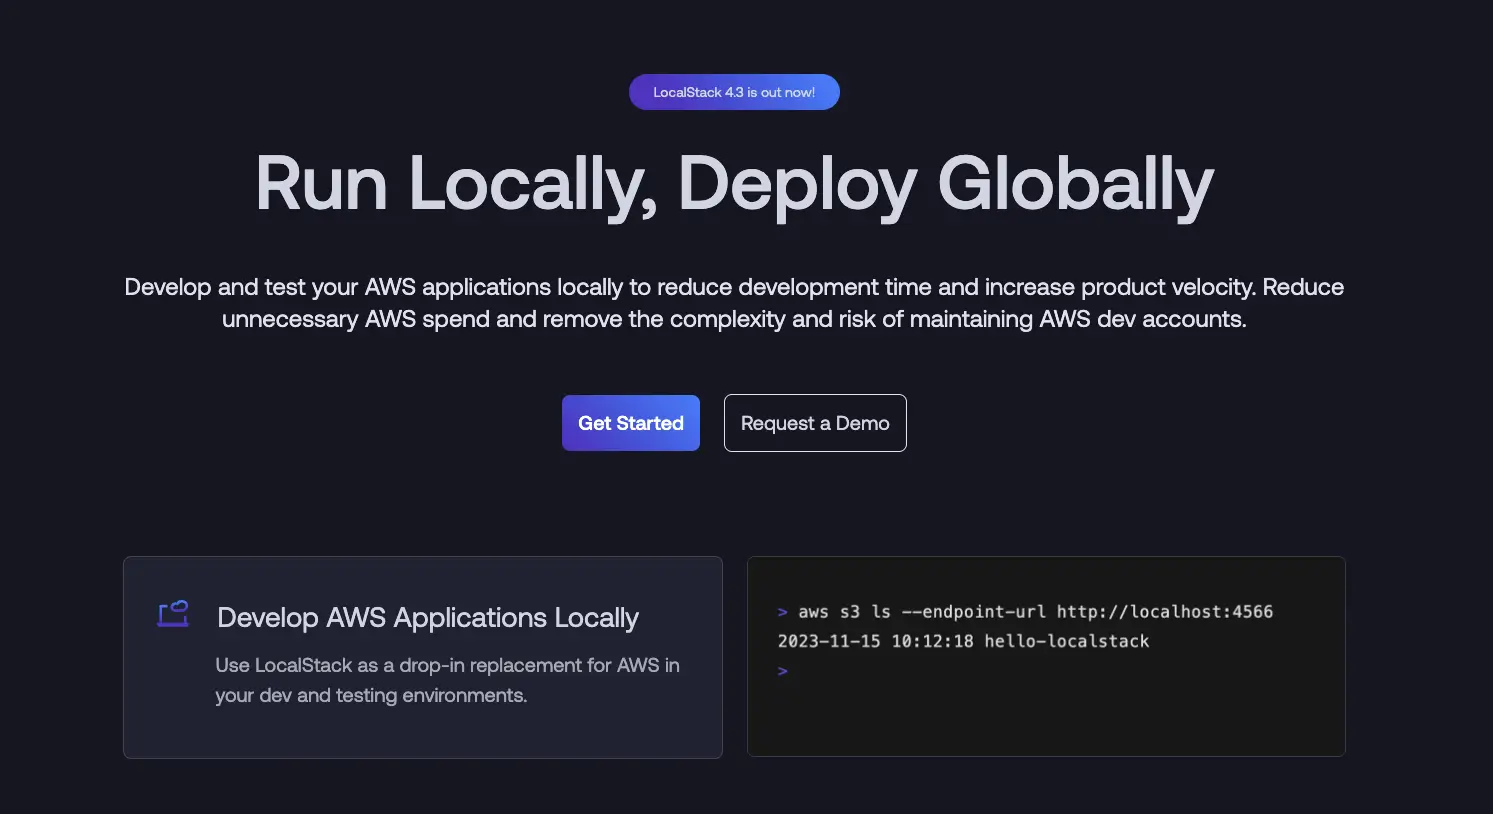 LocalStack 4.3 is out now!
Run Locally, Deploy Globally
Develop and test your AWS applications locally to reduce development time and increase product velocity. Reduce
unnecessary AWS spend and remove the complexity and risk of maintaining AWS dev accounts.
Get Started
Request a Demo
Develop AWS Applications Locally
Use LocalStack as a drop-in replacement for AWS in
your dev and testing environments.
> aws s3 ls --endpoint-url http://localhost:4566
2023-11-15 10:12:18 hello-localstack
>